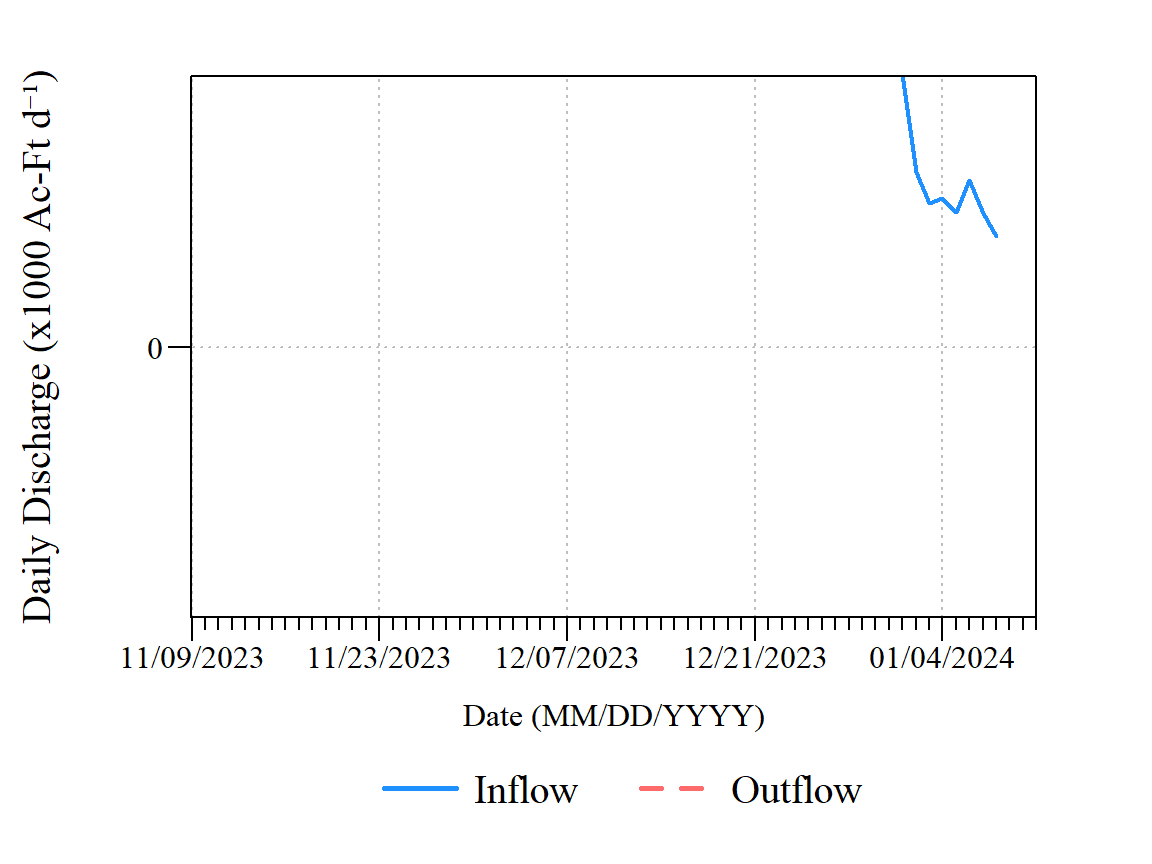 Daily Discharge (x1000 Ac-Ft d⁻¹)
0
11/09/2023 11/23/2023 12/07/2023 12/21/2023 01/04/2024
Date (MM/DD/YYYY)
Inflow Outflow